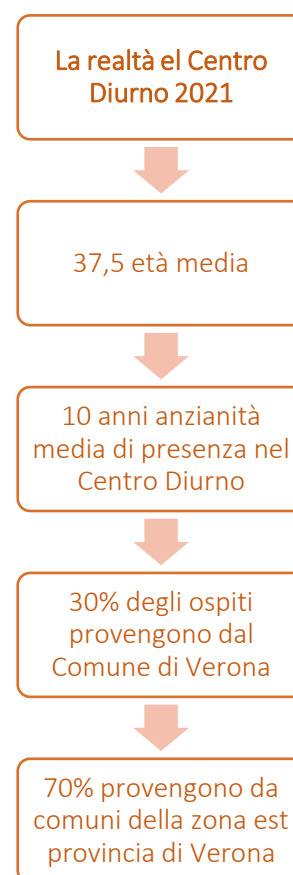 La realtà el Centro
Diurno 2021
37,5 età media
10 anni anzianità
media di presenza nel
Centro Diurno
30% degli ospiti
provengono dal
Comune di Verona
70% provengono da
comuni della zona est
provincia di Verona